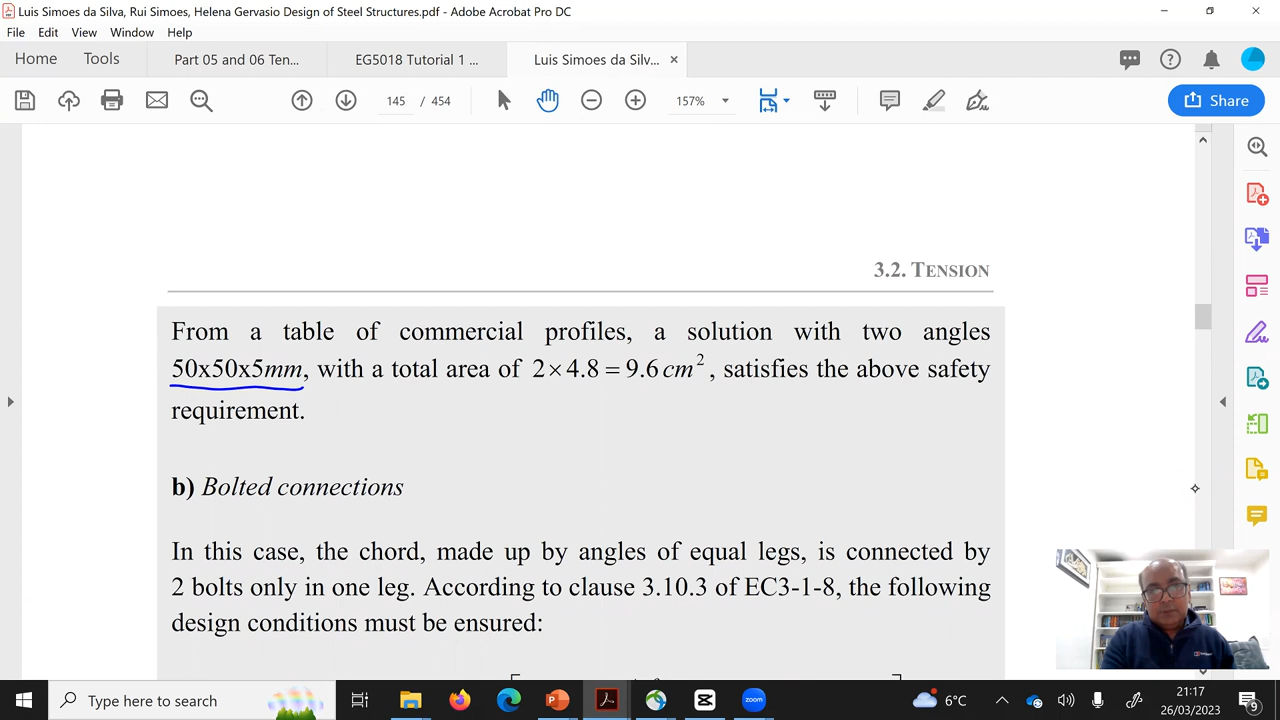 Luis Simoes da Silva, Rui Simoes, Helena Gervasio Design of Steel Structures.pdf - Adobe Acrobat Pro DC
File Edit View Window Help
Home Tools Part 05 and 06 Ten... EG5018 Tutorial 1 ... Luis Simoes da Silv... ×
145 / 454 157% Share
3.2. TENSION
From a table of commercial profiles, a solution with two angles
50x50x5mm, with a total area of 2 × 4.8 = 9.6 cm², satisfies the above safety
requirement.
b) Bolted connections
In this case, the chord, made up by angles of equal legs, is connected by
2 bolts only in one leg. According to clause 3.10.3 of EC3-1-8, the following
design conditions must be ensured:
Type here to search
zoom
6°C
21:17
26/03/2023
9